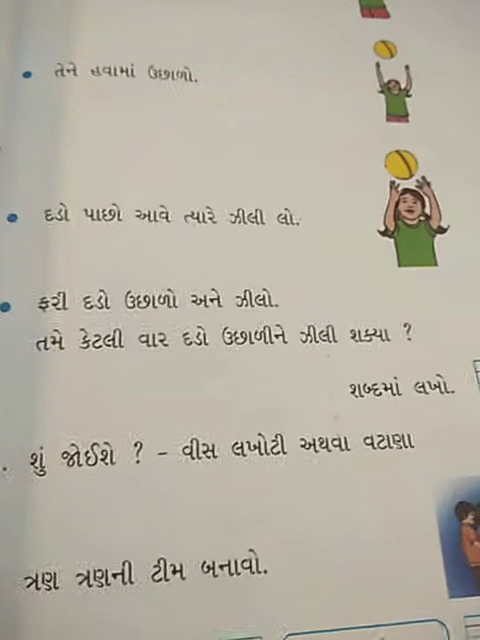 તેને હવામાં ઉછાળો.
દડો પાછો આવે ત્યારે ઝીલી લો.
ફરી દડો ઉછાળો અને ઝીલો.
તમે કેટલી વાર દડો ઉછાળીને ઝીલી શક્યા ?
શબ્દમાં લખો.
શું જોઈશે ? - વીસ લખોટી અથવા વટાણા
ત્રણ ત્રણની ટીમ બનાવો.